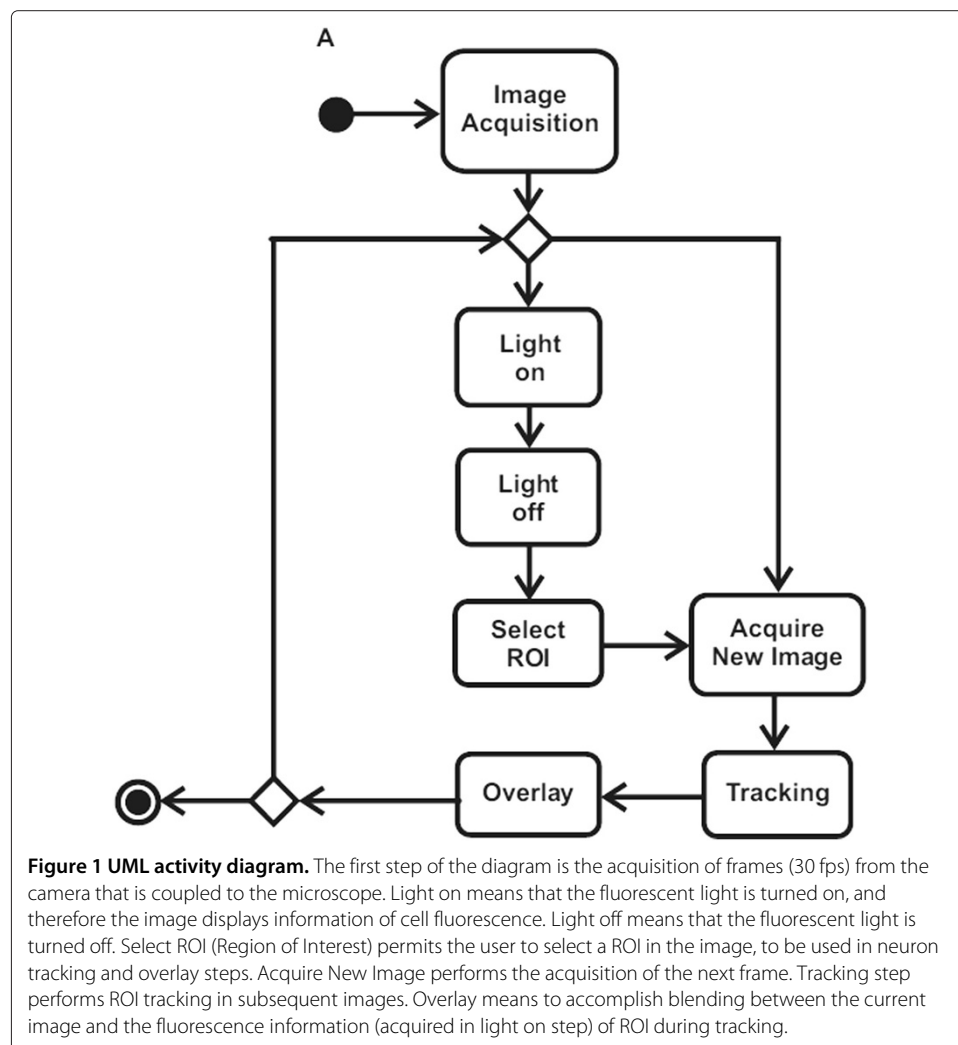 A
Image
Acquisition
Light
on
Light
off
Select
ROI
Acquire
New Image
Overlay
Tracking
Figure 1 UML activity diagram. The first step of the diagram is the acquisition of frames (30 fps) from the
camera that is coupled to the microscope. Light on means that the fluorescent light is turned on, and
therefore the image displays information of cell fluorescence. Light off means that the fluorescent light is
turned off. Select ROI (Region of Interest) permits the user to select a ROI in the image, to be used in neuron
tracking and overlay steps. Acquire New Image performs the acquisition of the next frame. Tracking step
performs ROI tracking in subsequent images. Overlay means to accomplish blending between the current
image and the fluorescence information (acquired in light on step) of ROI during tracking.